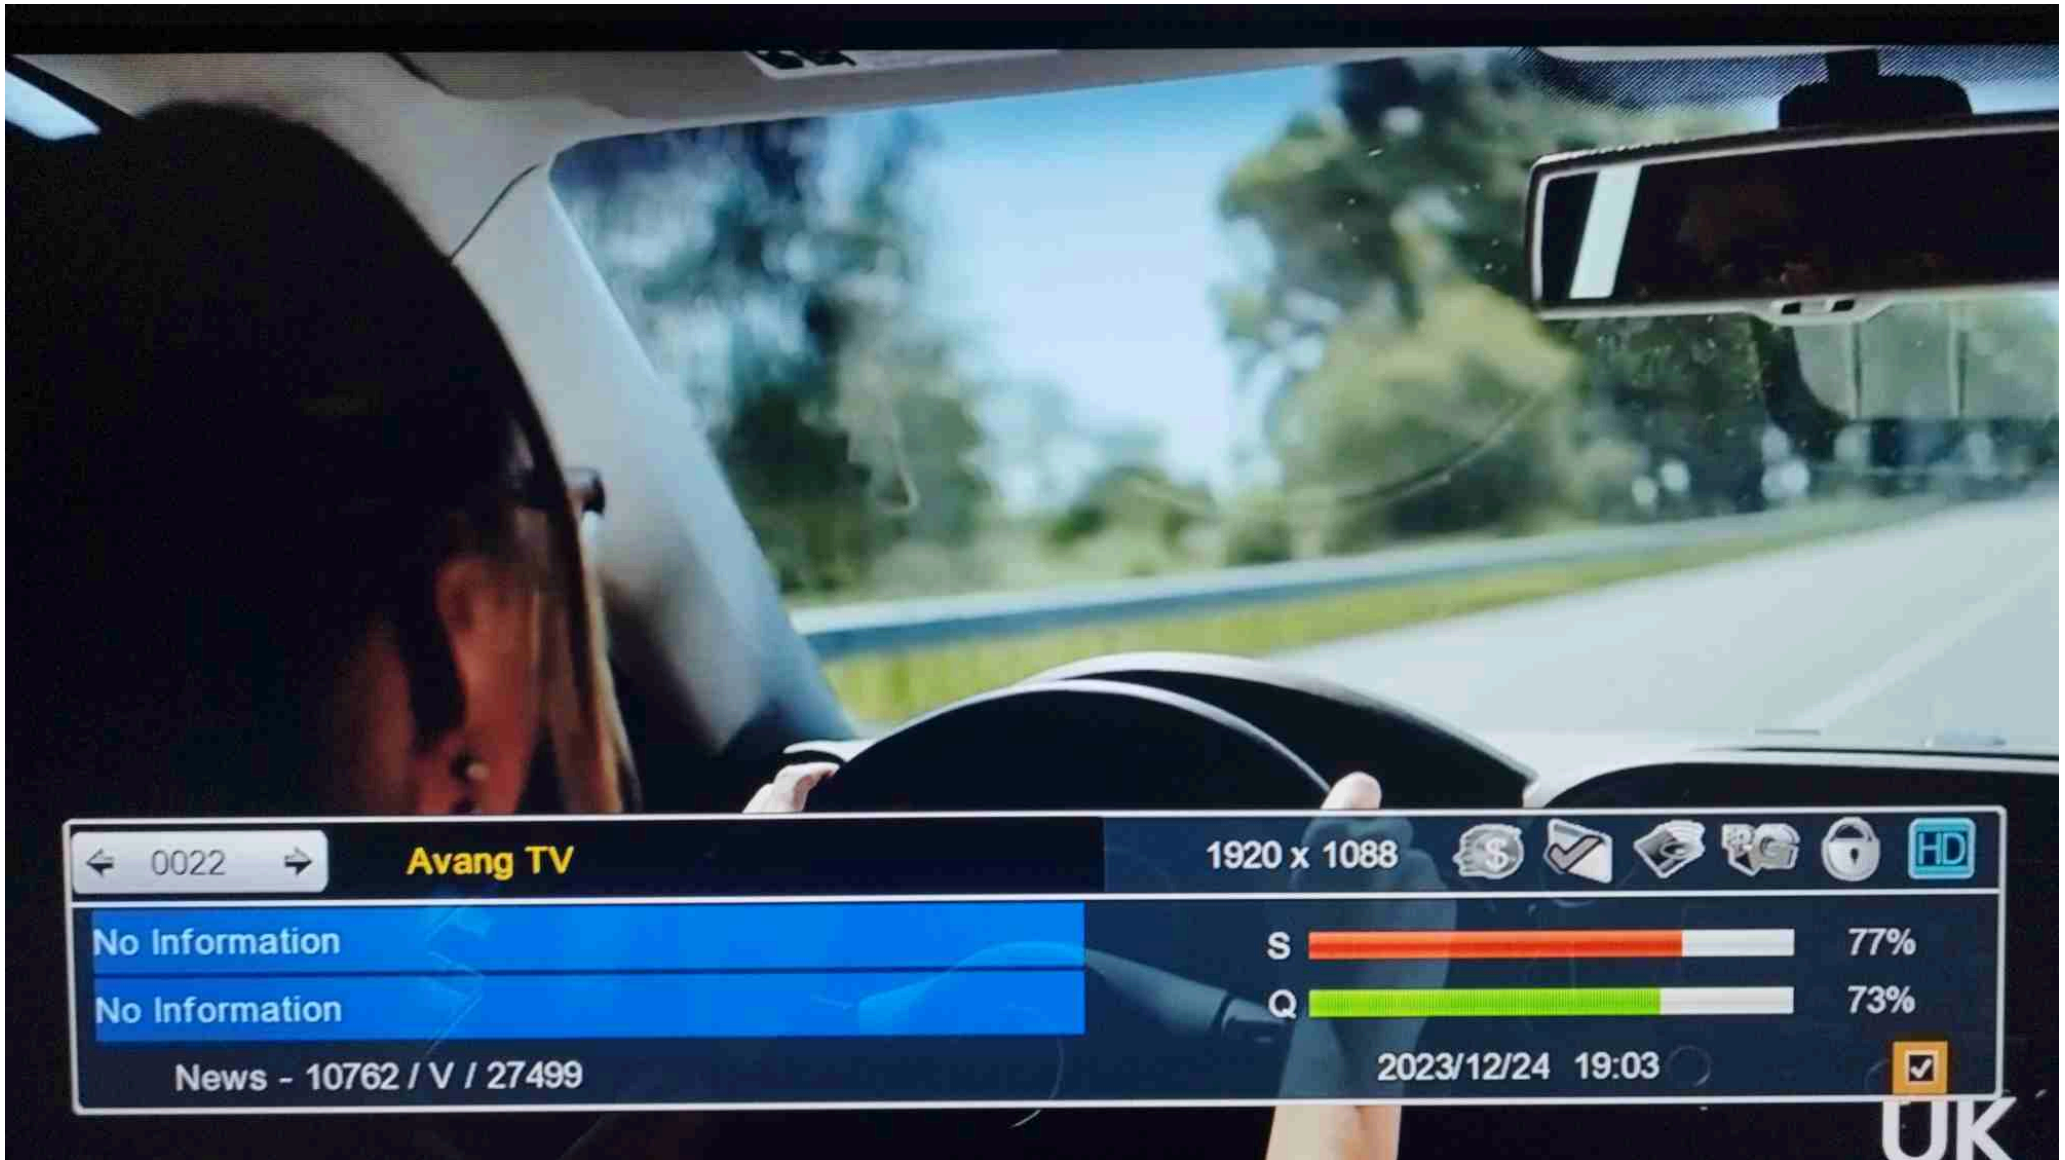 0022
Avang TV
1920 x 1088
HD
No Information
No Information
S
77%
Q
73%
News - 10762 / V / 27499
2023/12/24 19:03
UK